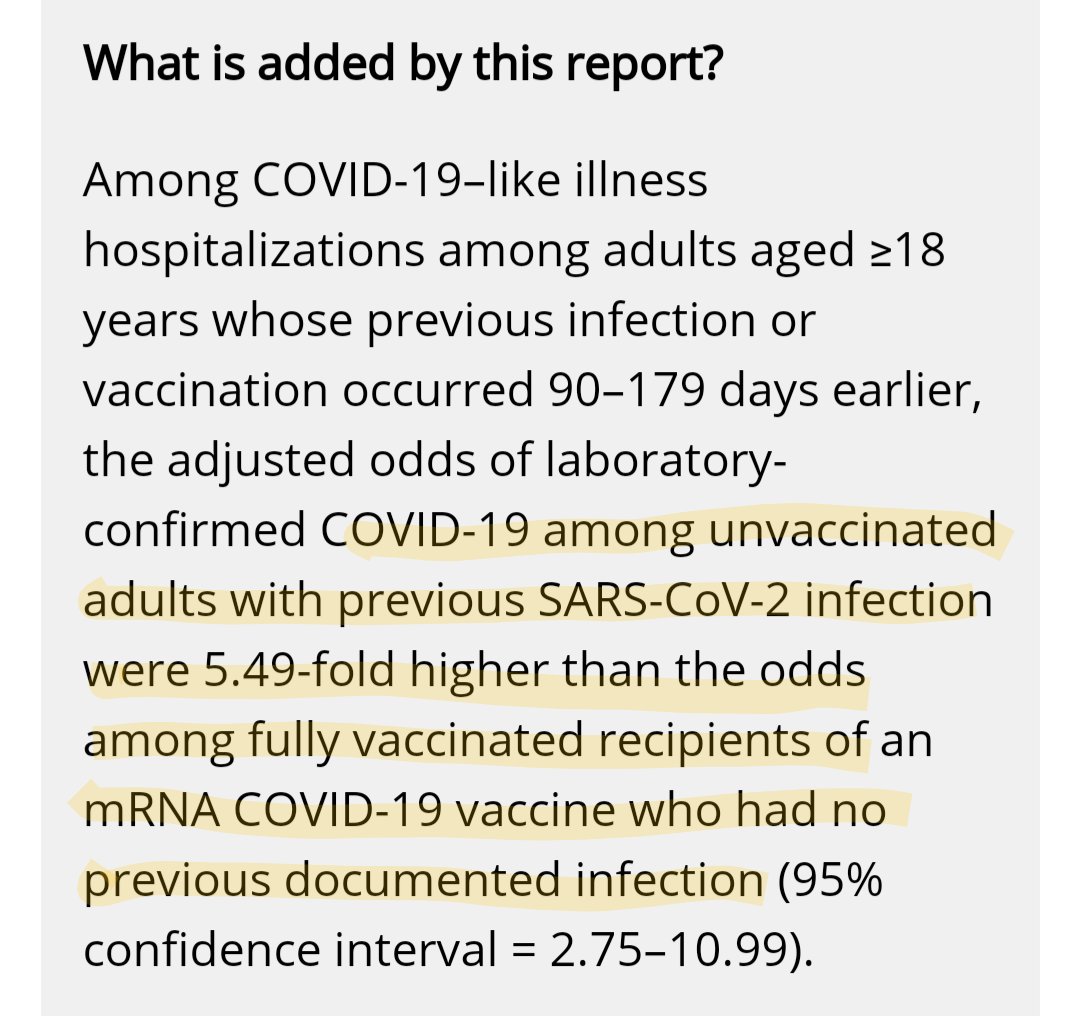 What is added by this report?
Among COVID-19–like illness
hospitalizations among adults aged ≥18
years whose previous infection or
vaccination occurred 90–179 days earlier,
the adjusted odds of laboratory-
confirmed COVID-19 among unvaccinated
adults with previous SARS-CoV-2 infection
were 5.49-fold higher than the odds
among fully vaccinated recipients of an
mRNA COVID-19 vaccine who had no
previous documented infection (95%
confidence interval = 2.75–10.99).